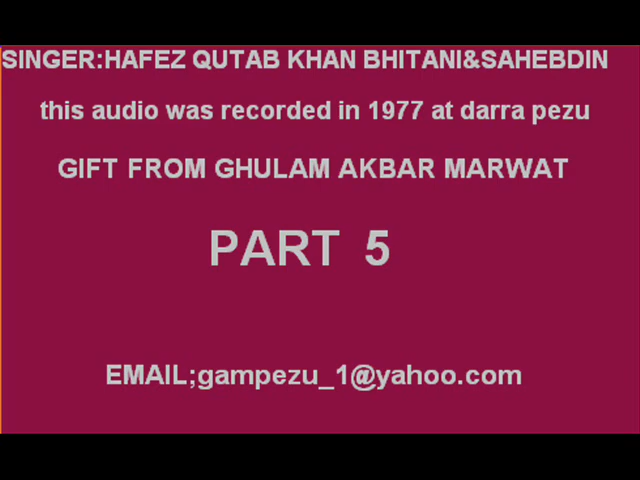 SINGER:HAFEZ QUTAB KHAN BHITANI&SAHEBDIN
this audio was recorded in 1977 at darra pezu
GIFT FROM GHULAM AKBAR MARWAT
PART 5
EMAIL;gampezu_1@yahoo.com